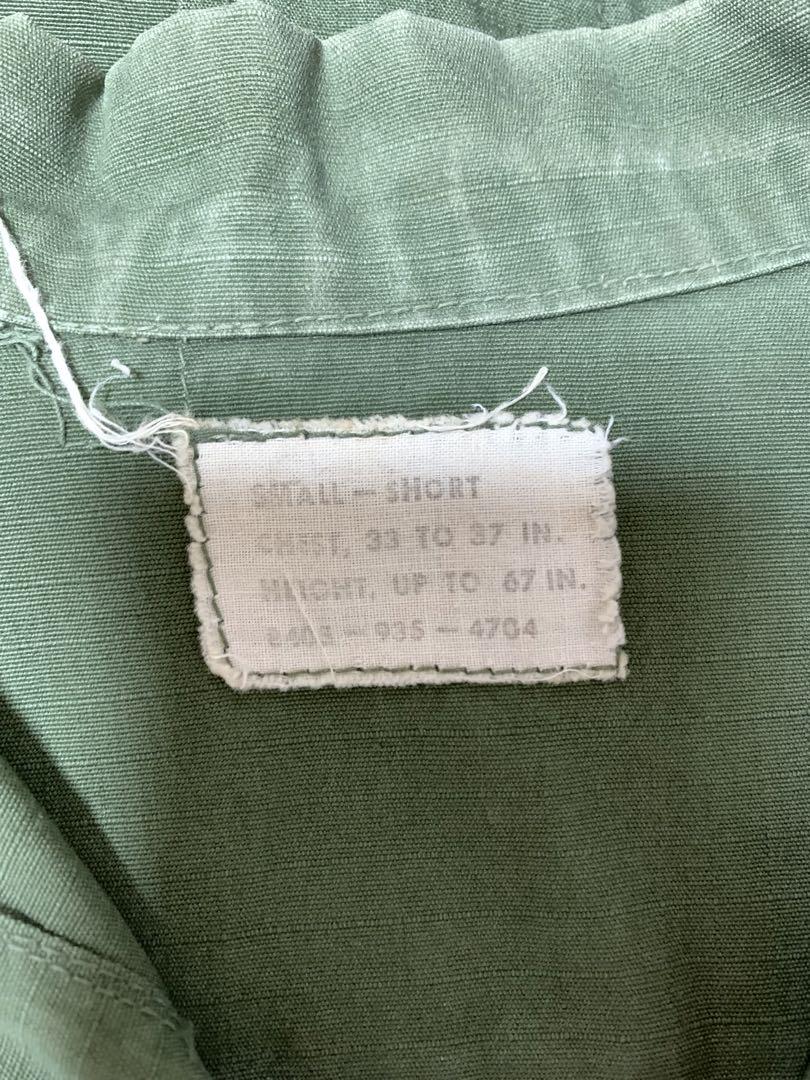 SMALL — SHORT
CHEST, 33 TO 37 IN.
HEIGHT, UP TO 67 IN.
8405 — 935 — 4704